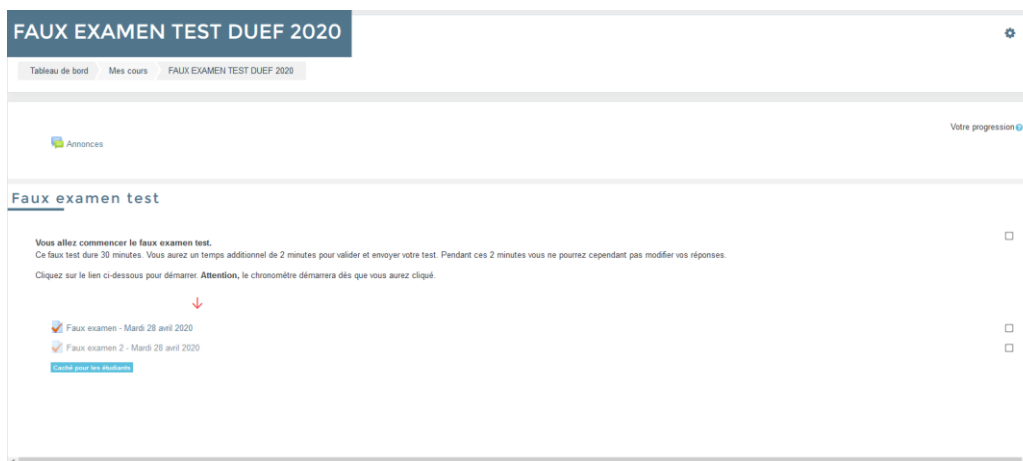 FAUX EXAMEN TEST DUEF 2020
Tableau de bord Mes cours FAUX EXAMEN TEST DUEF 2020
Votre progression
Annonces
Faux examen test
Vous allez commencer le faux examen test.
Ce faux test dure 30 minutes. Vous aurez un temps additionnel de 2 minutes pour valider et envoyer votre test. Pendant ces 2 minutes vous ne pourrez cependant pas modifier vos réponses.
Cliquez sur le lien ci-dessous pour démarrer. Attention, le chronomètre démarrera dès que vous aurez cliqué.
Faux examen - Mardi 28 avril 2020
Faux examen 2 - Mardi 28 avril 2020
Caché pour les étudiants